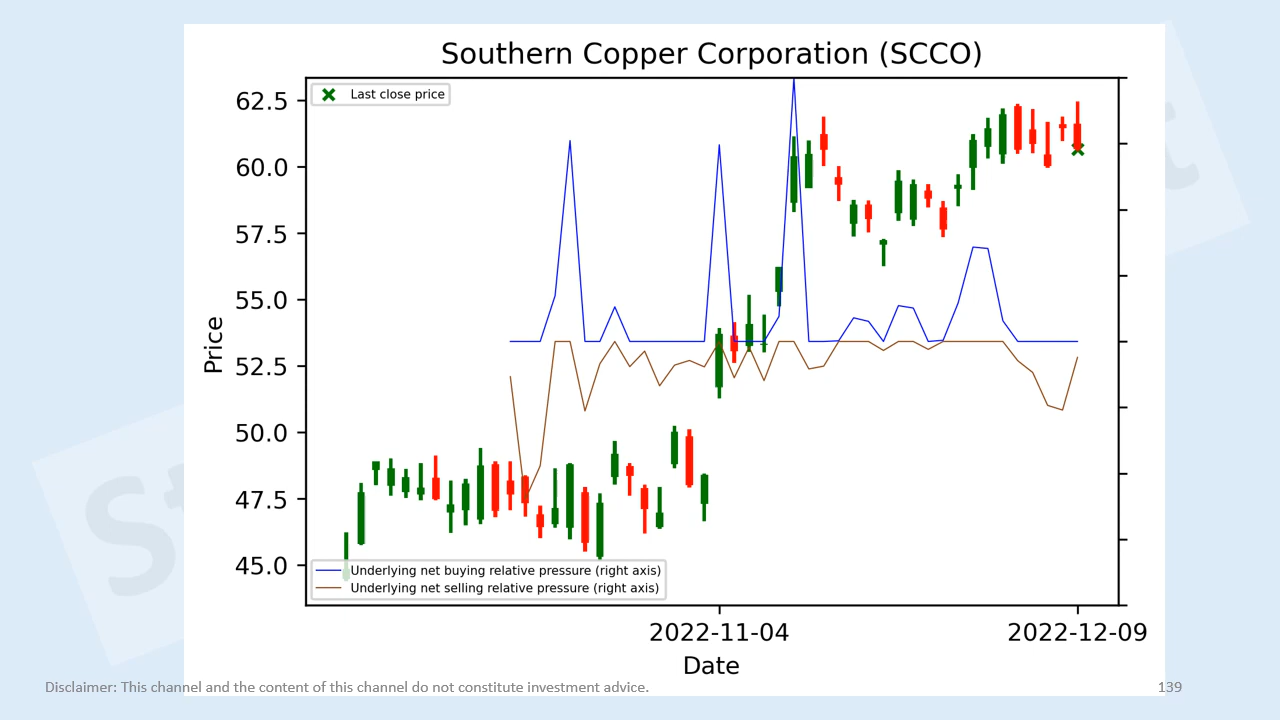 Southern Copper Corporation (SCCO)
Last close price
62.5
60.0
57.5
55.0
52.5
50.0
47.5
45.0
Price
Underlying net buying relative pressure (right axis)
Underlying net selling relative pressure (right axis)
2022-11-04
2022-12-09
Date
Disclaimer: This channel and the content of this channel do not constitute investment advice.
139